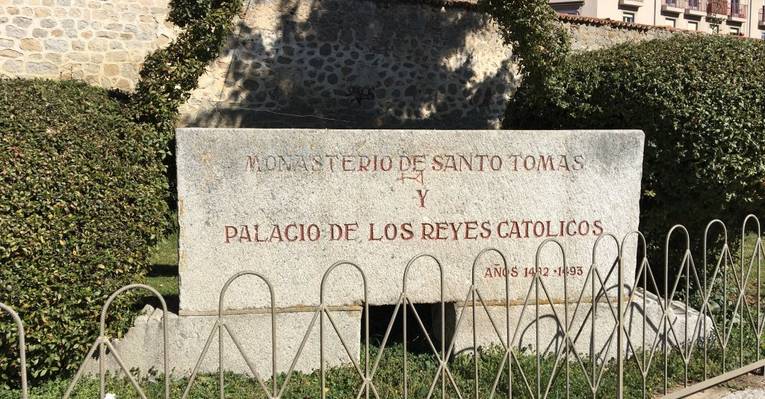 MONASTERIO DE SANTO TOMAS
Y
PALACIO DE LOS REYES CATOLICOS
AÑOS 1482 • 1493